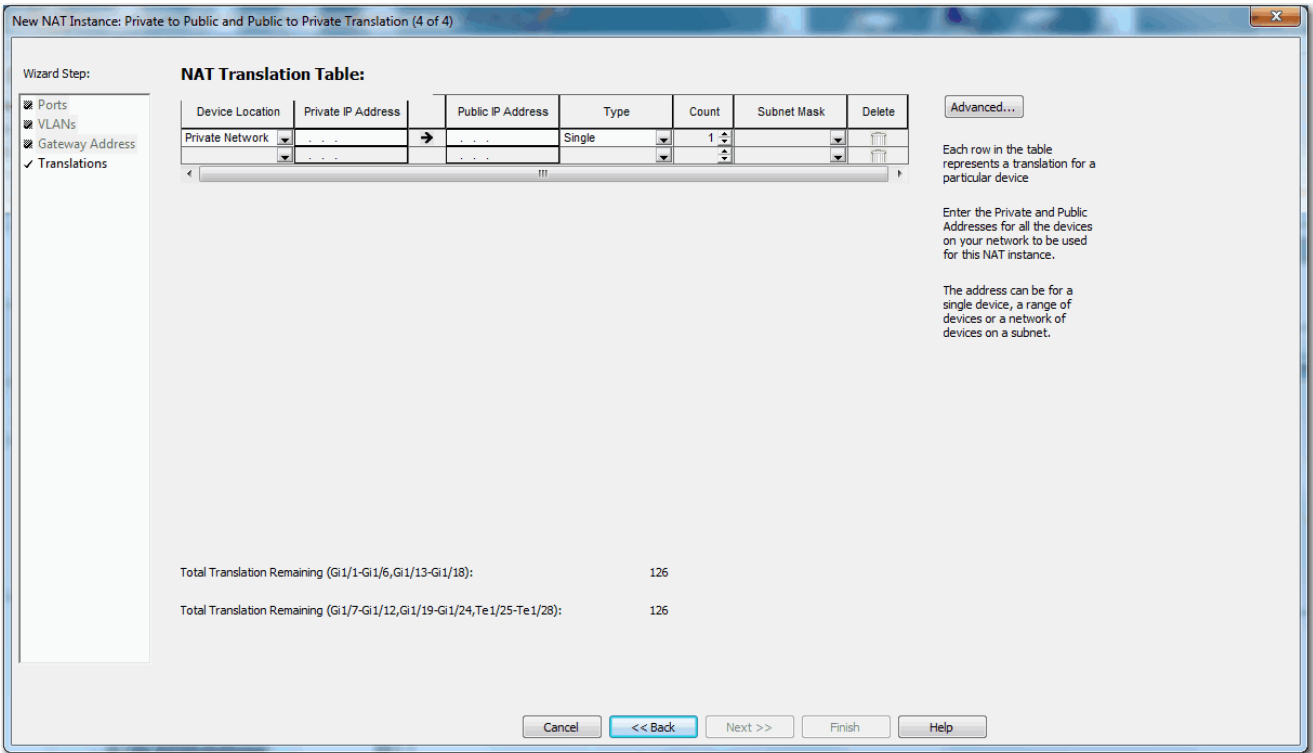 New NAT Instance: Private to Public and Public to Private Translation (4 of 4)
Wizard Step:
Ports
VLANs
Gateway Address
Translations
NAT Translation Table:
Device Location Private IP Address Public IP Address Type Count Subnet Mask Delete
Private Network . . . . . . Single 1
. . . . . .
Advanced...
Each row in the table
represents a translation for a
particular device
Enter the Private and Public
Addresses for all the devices
on your network to be used
for this NAT instance.
The address can be for a
single device, a range of
devices or a network of
devices on a subnet.
Total Translation Remaining (Gi1/1-Gi1/6,Gi1/13-Gi1/18): 126
Total Translation Remaining (Gi1/7-Gi1/12,Gi1/19-Gi1/24,Te1/25-Te1/28): 126
Cancel << Back Next >> Finish Help